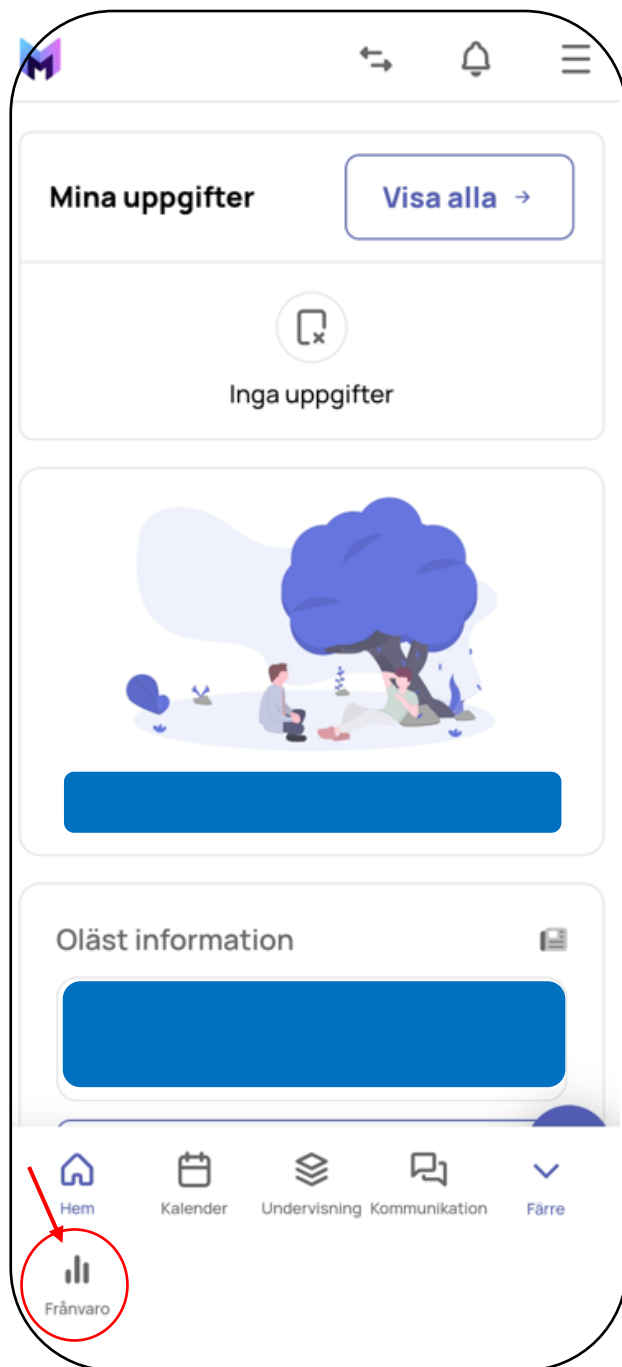 Mina uppgifter
Visa alla →
Inga uppgifter
Oläst information
Hem
Kalender
Undervisning
Kommunikation
Färre
Frånvaro